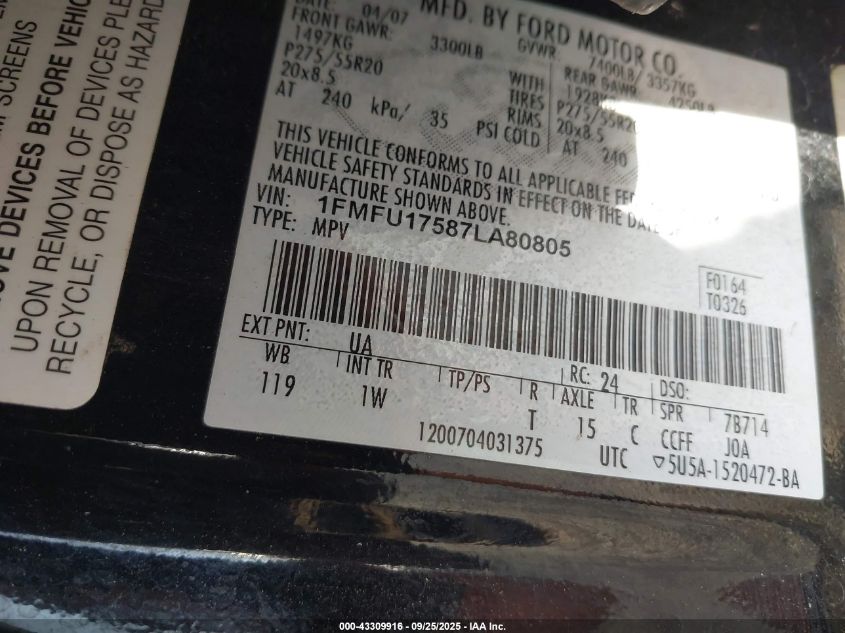 M SCREENS
OVE DEVICES BEFORE VEHIC
UPON REMOVAL OF DEVICES PLE
RECYCLE, OR DISPOSE AS HAZARD
DATE: 04/07
MFD. BY FORD MOTOR CO.
FRONT GAWR: 3300LB
GVWR: 7400LB/ 3357KG
1497KG
REAR GAWR: 4250LB
P275/55R20
WITH
1928K
20x8.5
TIRES
P275/55R20
RIMS
20x8.5
AT 240 kPa/ 35 PSI COLD
AT 240
THIS VEHICLE CONFORMS TO ALL APPLICABLE FE
VEHICLE SAFETY STANDARDS IN EFFECT ON THE DATE
MANUFACTURE SHOWN ABOVE.
VIN: 1FMFU17587LA80805
TYPE: MPV
F0164
T0326
EXT PNT: UA
RC: 24 DSO:
WB INT TR TP/PS R AXLE TR SPR 7B714
119 1W T 15 C CCFF J0A
1200704031375
UTC ▽5U5A-1520472-BA
000-43309916 - 09/25/2025 - IAA Inc.